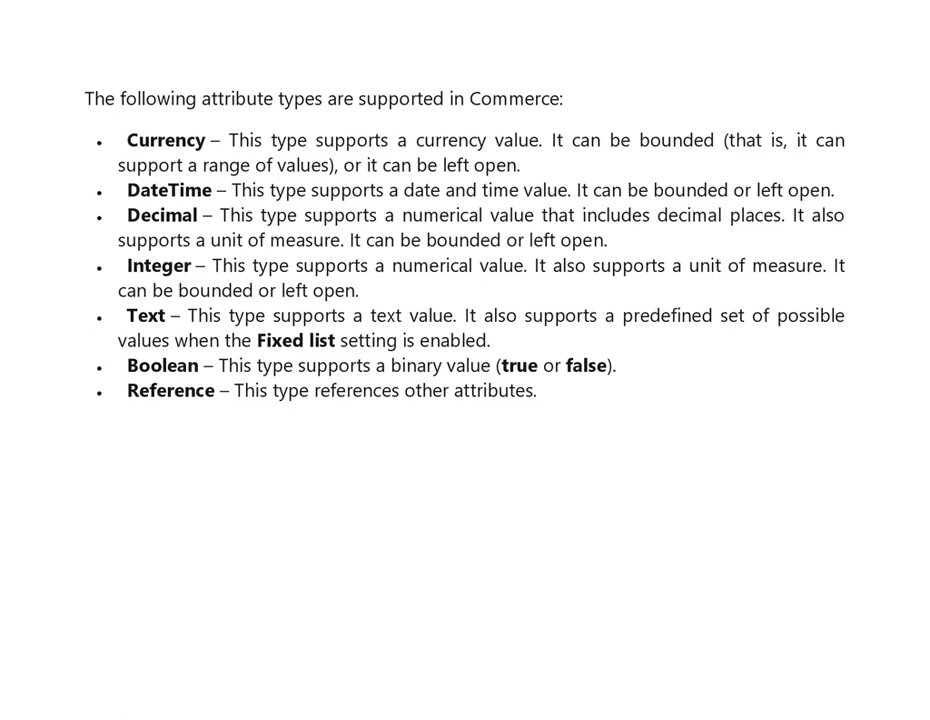 The following attribute types are supported in Commerce:
• Currency – This type supports a currency value. It can be bounded (that is, it can
support a range of values), or it can be left open.
• DateTime – This type supports a date and time value. It can be bounded or left open.
• Decimal – This type supports a numerical value that includes decimal places. It also
supports a unit of measure. It can be bounded or left open.
• Integer – This type supports a numerical value. It also supports a unit of measure. It
can be bounded or left open.
• Text – This type supports a text value. It also supports a predefined set of possible
values when the Fixed list setting is enabled.
• Boolean – This type supports a binary value (true or false).
• Reference – This type references other attributes.